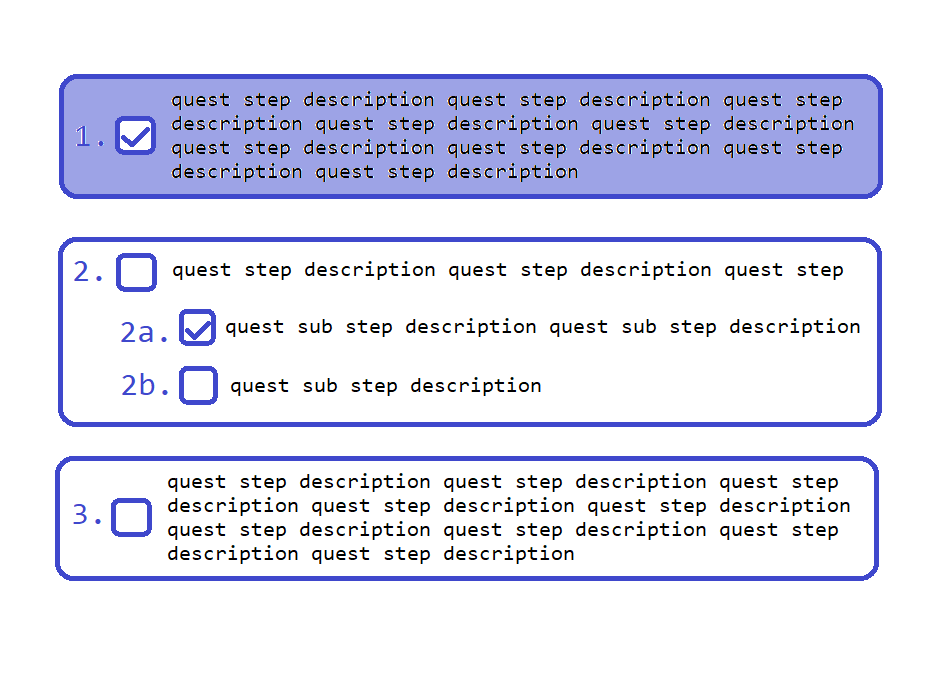 quest step description quest step description quest step
1. description quest step description quest step description
quest step description quest step description quest step
description quest step description
2. quest step description quest step description quest step
2a. quest sub step description quest sub step description
2b. quest sub step description
quest step description quest step description quest step
3. description quest step description quest step description
quest step description quest step description quest step
description quest step description